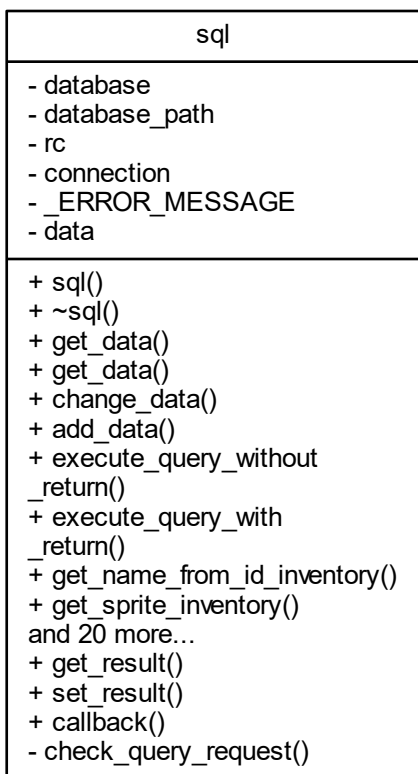 sql
- database
- database_path
- rc
- connection
- _ERROR_MESSAGE
- data
+ sql()
+ ~sql()
+ get_data()
+ get_data()
+ change_data()
+ add_data()
+ execute_query_without
_return()
+ execute_query_with
_return()
+ get_name_from_id_inventory()
+ get_sprite_inventory()
and 20 more...
+ get_result()
+ set_result()
+ callback()
- check_query_request()